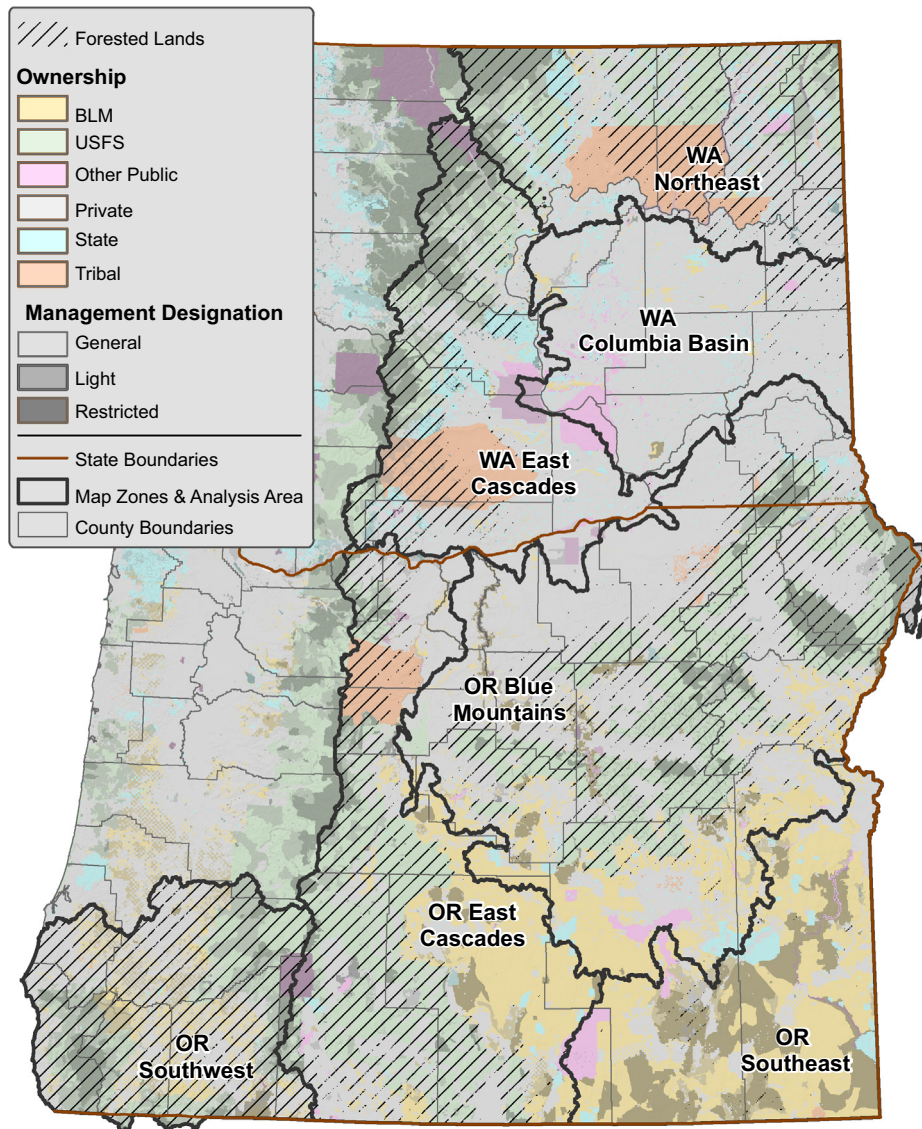 Forested Lands
Ownership
BLM
USFS
Other Public
Private
State
Tribal
Management Designation
General
Light
Restricted
State Boundaries
Map Zones & Analysis Area
County Boundaries
WA
Northeast
WA
Columbia Basin
WA East
Cascades
OR Blue
Mountains
OR East
Cascades
OR
Southwest
OR
Southeast